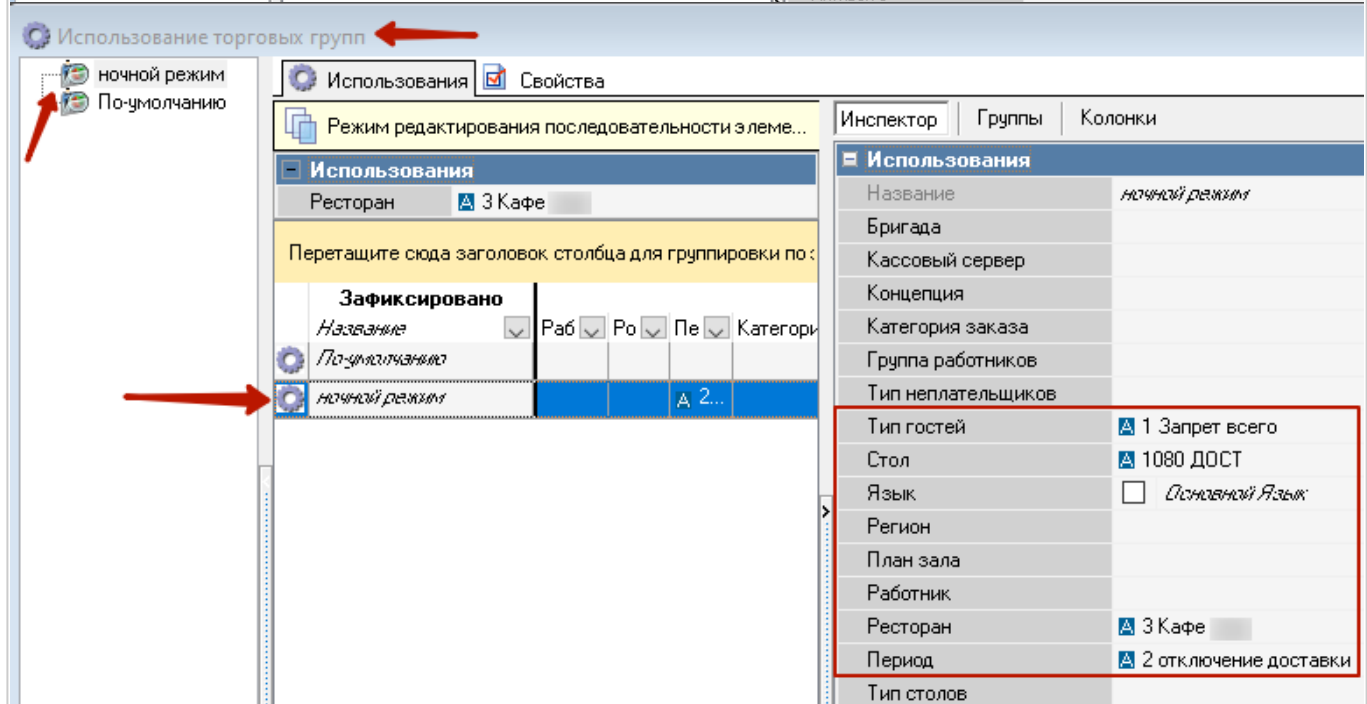 Использование торговых групп
ночной режим
По-умолчанию
Использования
Свойства
Режим редактирования последовательности элеме...
Использования
Ресторан A 3 Кафе
Перетащите сюда заголовок столбца для группировки по
Зафиксировано
Название Раб Ро Пе Категори
По-умолчанию
ночной режим A 2...
Инспектор Группы Колонки
Использования
Название ночной режим
Бригада
Кассовый сервер
Концепция
Категория заказа
Группа работников
Тип неплательщиков
Тип гостей A 1 Запрет всего
Стол A 1080 ДОСТ
Язык Основной Язык
Регион
План зала
Работник
Ресторан A 3 Кафе
Период A 2 отключение доставки
Тип столов